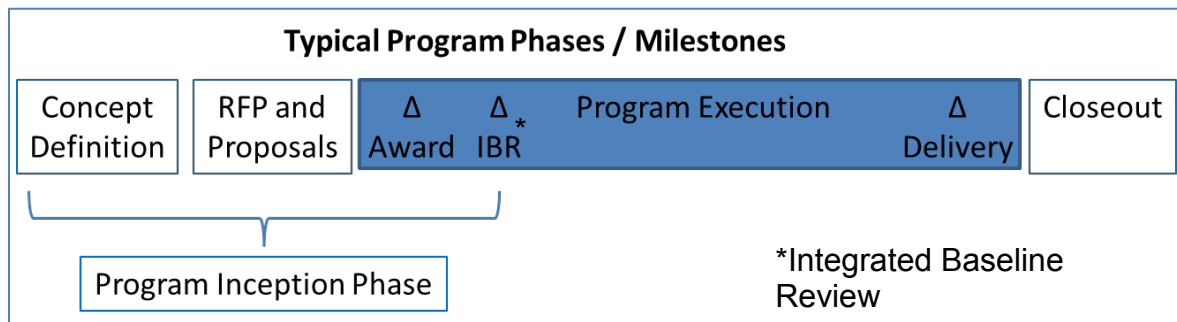 Typical Program Phases / Milestones
Concept
Definition
RFP and
Proposals
Δ
Award
Δ
IBR*
Program Execution
Δ
Delivery
Closeout
Program Inception Phase
*Integrated Baseline
Review